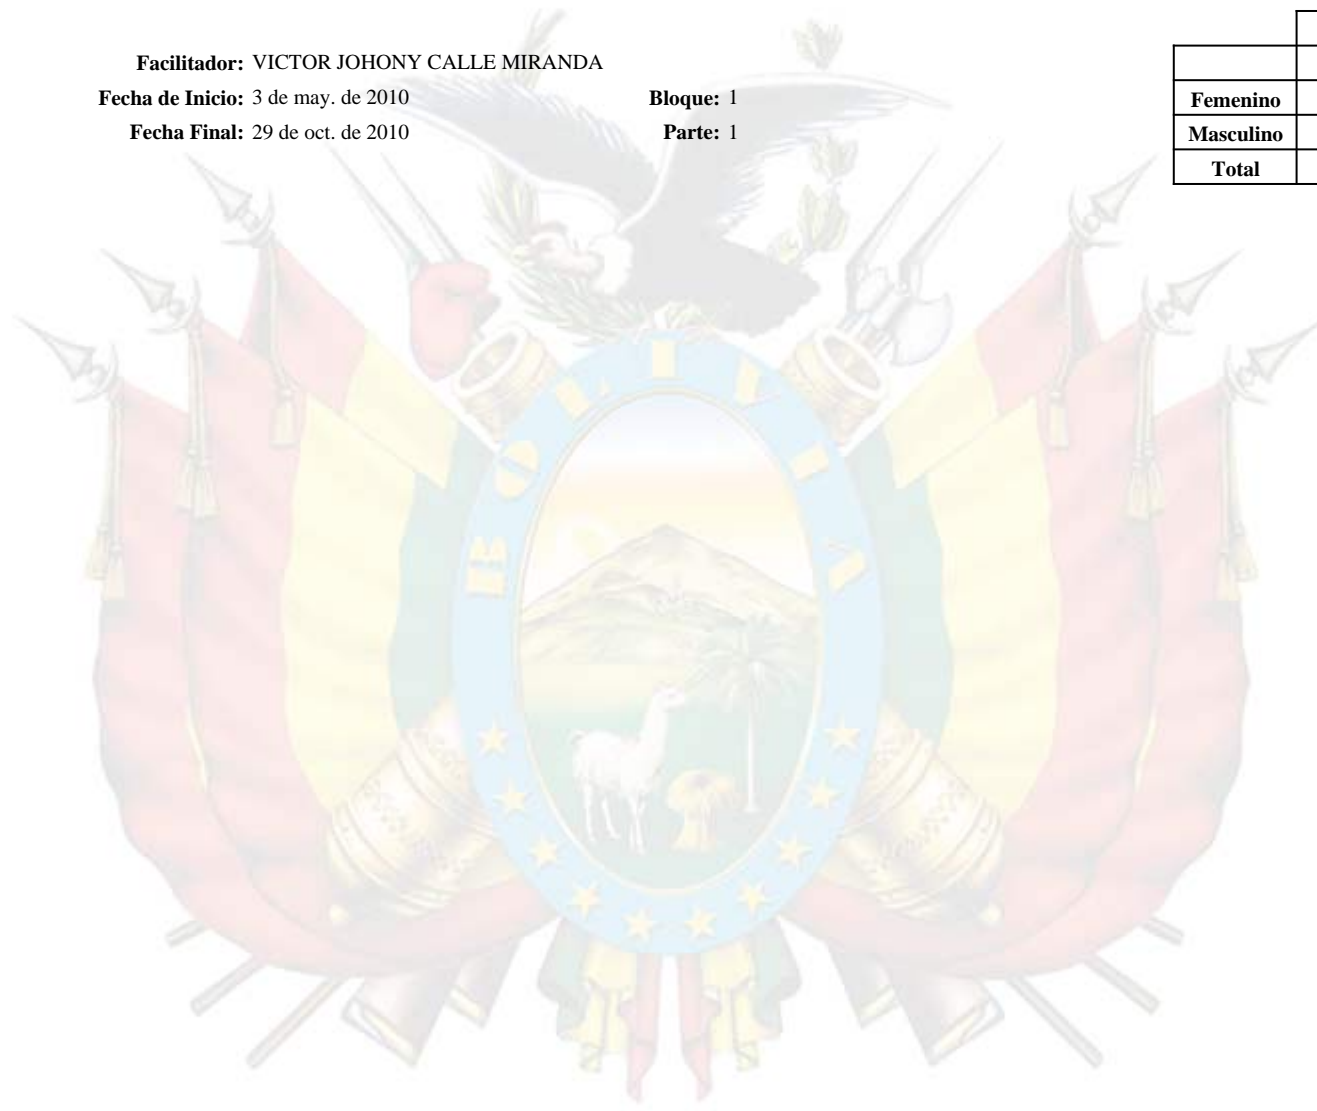 Facilitador: VICTOR JOHONY CALLE MIRANDA
Fecha de Inicio: 3 de may. de 2010 Bloque: 1
Fecha Final: 29 de oct. de 2010 Parte: 1
Femenino
Masculino
Total
BOLIVIA